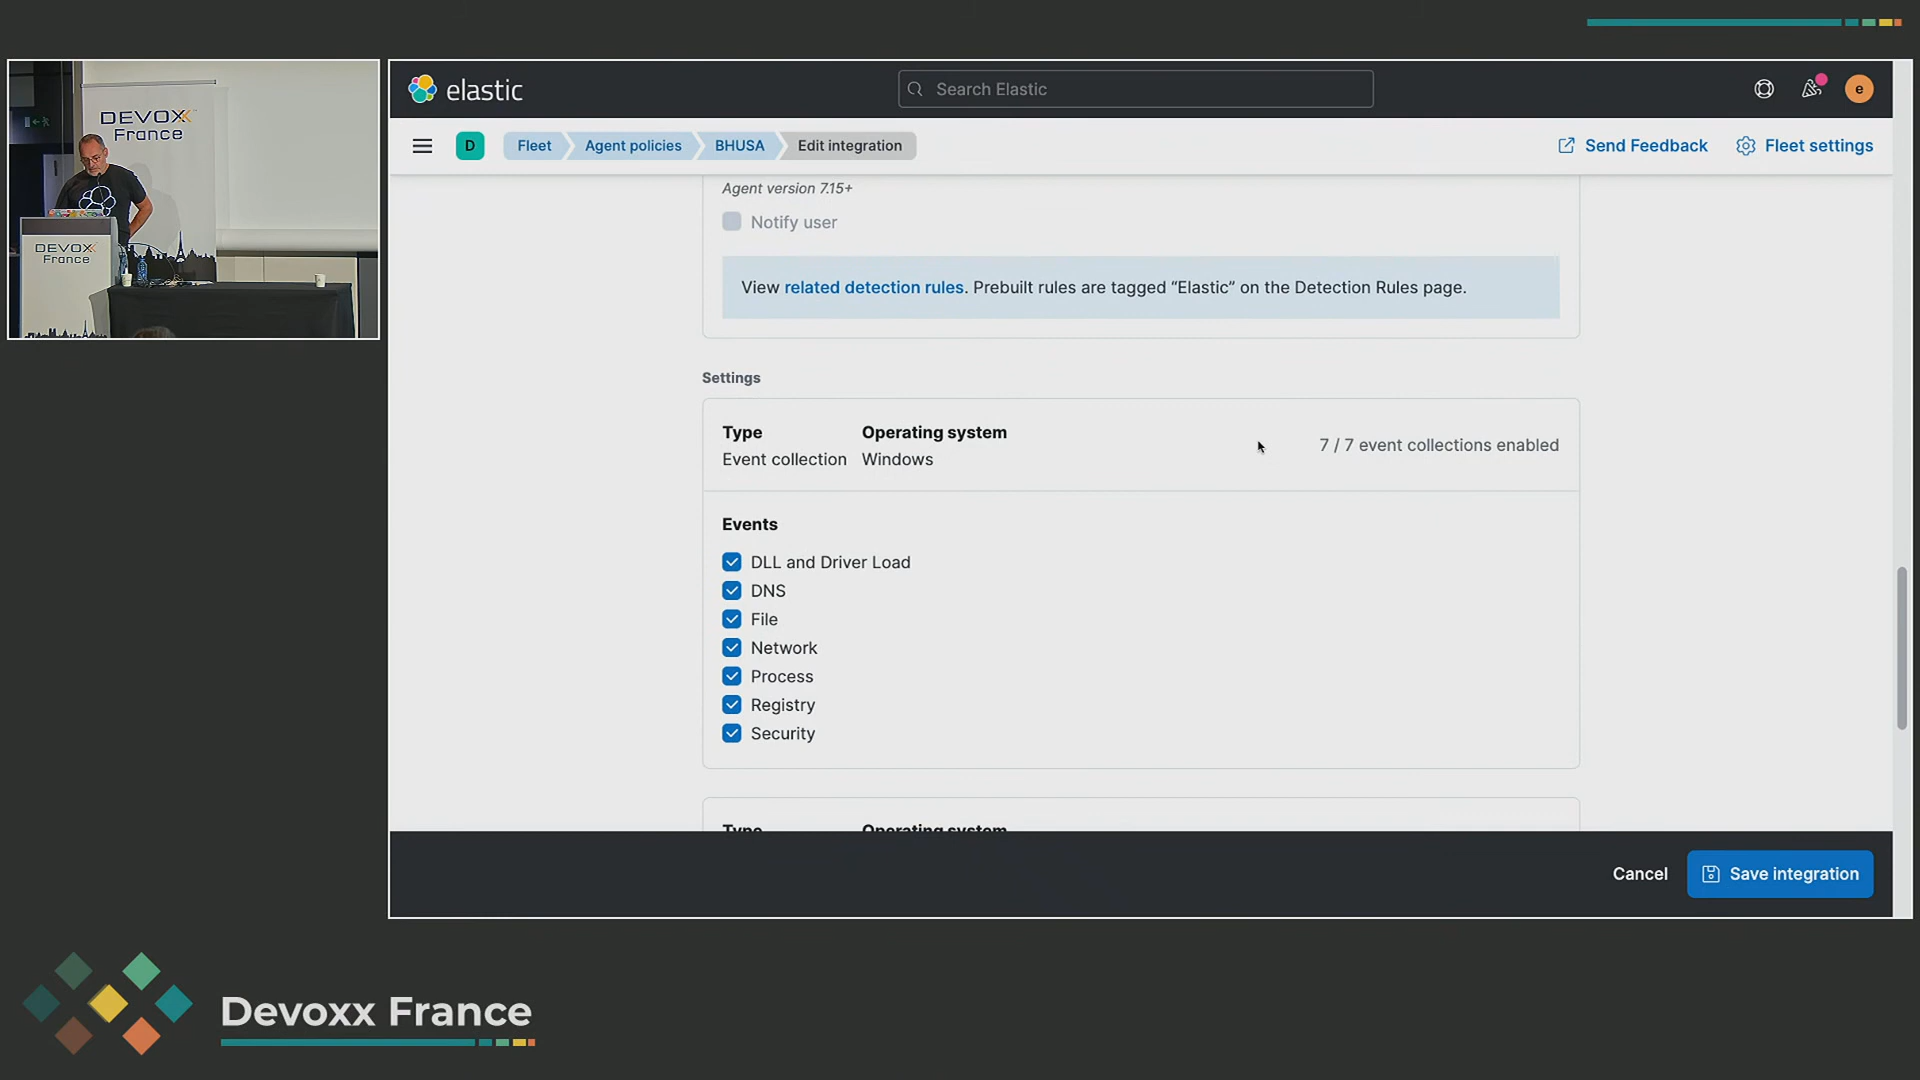 DEVOXX
France
DEVOXX
France
elastic
Search Elastic
e
D
Fleet
Agent policies
BHUSA
Edit integration
Send Feedback
Fleet settings
Agent version 7.15+
Notify user
View related detection rules. Prebuilt rules are tagged “Elastic” on the Detection Rules page.
Settings
Type
Operating system
Event collection
Windows
7 / 7 event collections enabled
Events
DLL and Driver Load
DNS
File
Network
Process
Registry
Security
Type
Operating system
Cancel
Save integration
Devoxx France